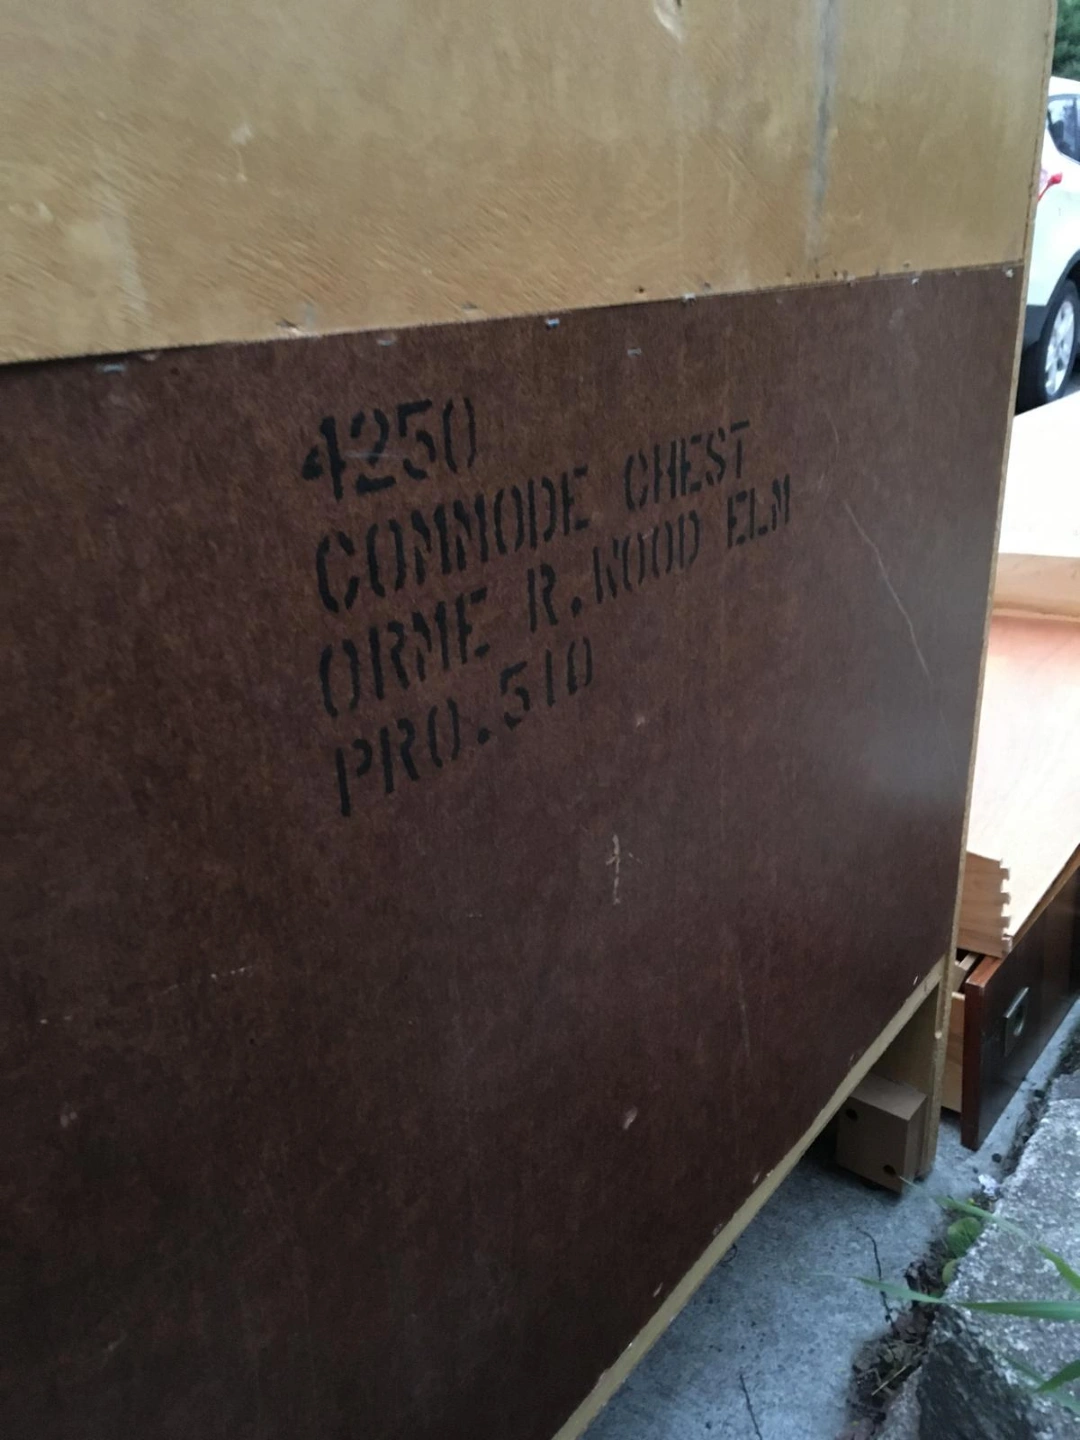 4250
COMMODE CHEST
ORME R.WOOD ELM
PRO.510